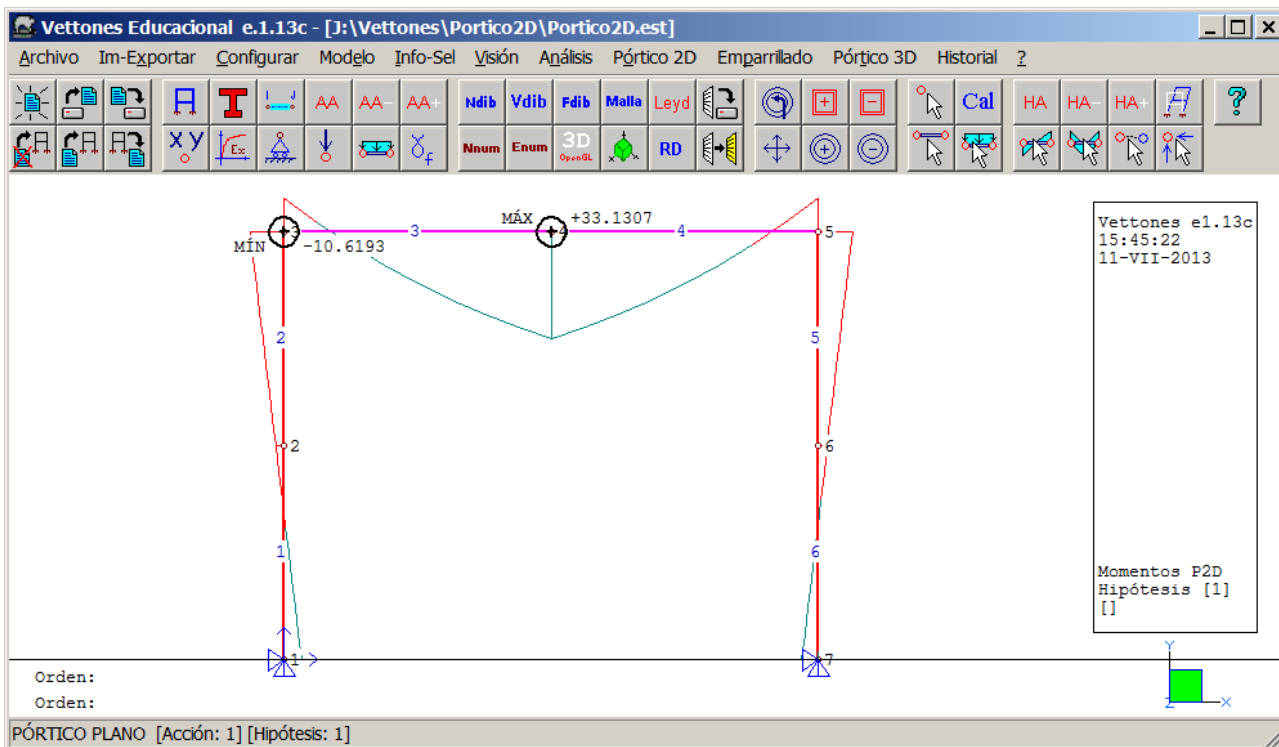 Vettones Educacional e.1.13c - [J:\Vettones\Portico2D\Portico2D.est]
Archivo Im-Exportar Configurar Modelo Info-Sel Visión Análisis Pórtico 2D Emparrillado Pórtico 3D Historial ?
AA AA- AA+ Ndib Vdib Fdib Malla Leyd Cal HA HA- HA+ ?
X Y Ex γf Nnum Enum 3D OpenGL x RD
MÁX +33.1307
3 3 4 4 5
MÍN -10.6193
2 5
2 6
1 6
1 7
Vettones e1.13c
15:45:22
11-VII-2013
Momentos P2D
Hipótesis [1]
[]
Y
Z X
Orden:
Orden:
PÓRTICO PLANO [Acción: 1] [Hipótesis: 1]